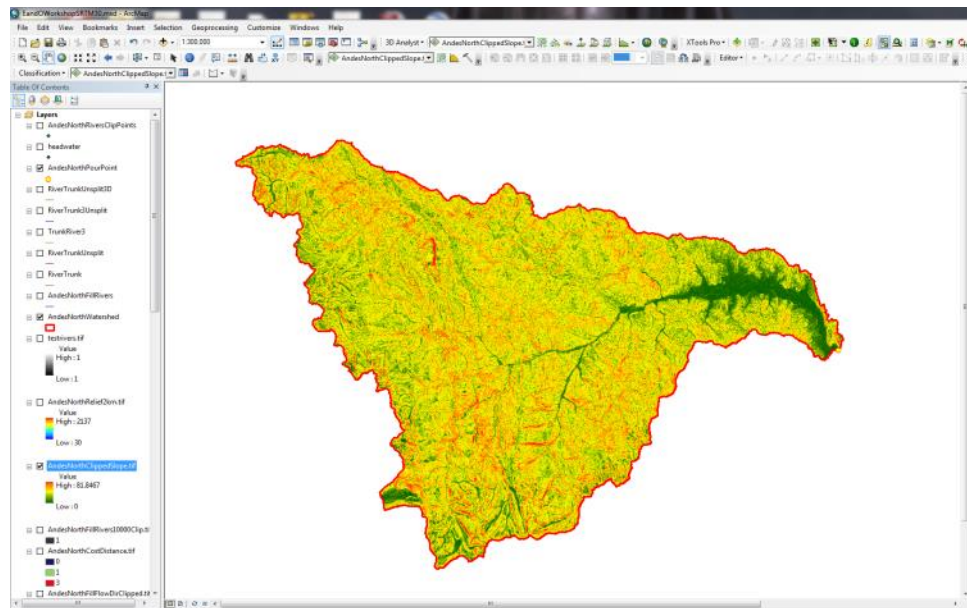 EandOWorkshopSRTM30.mxd - ArcMap
File Edit View Bookmarks Insert Selection Geoprocessing Customize Windows Help
1:300,000 3D Analyst AndesNorthClippedSlope.t XTools Pro
AndesNorthClippedSlope.t Editor
Classification AndesNorthClippedSlope.t
Table Of Contents
Layers
AndesNorthRiversClipPoints
headwater
AndesNorthPourPoint
RiverTrunkUnsplit3D
RiverTrunk3Unsplit
TrunkRiver3
RiverTrunkUnsplit
RiverTrunk
AndesNorthFillRivers
AndesNorthWatershed
testrivers.tif
Value
High : 1
Low : 1
AndesNorthRelief2km.tif
Value
High : 2137
Low : 30
AndesNorthClippedSlope.tif
Value
High : 81.8467
Low : 0
AndesNorthFillRivers10000Clip.tif
1
AndesNorthCostDistance.tif
0
1
3
AndesNorthFillFlowDirClipped.tif